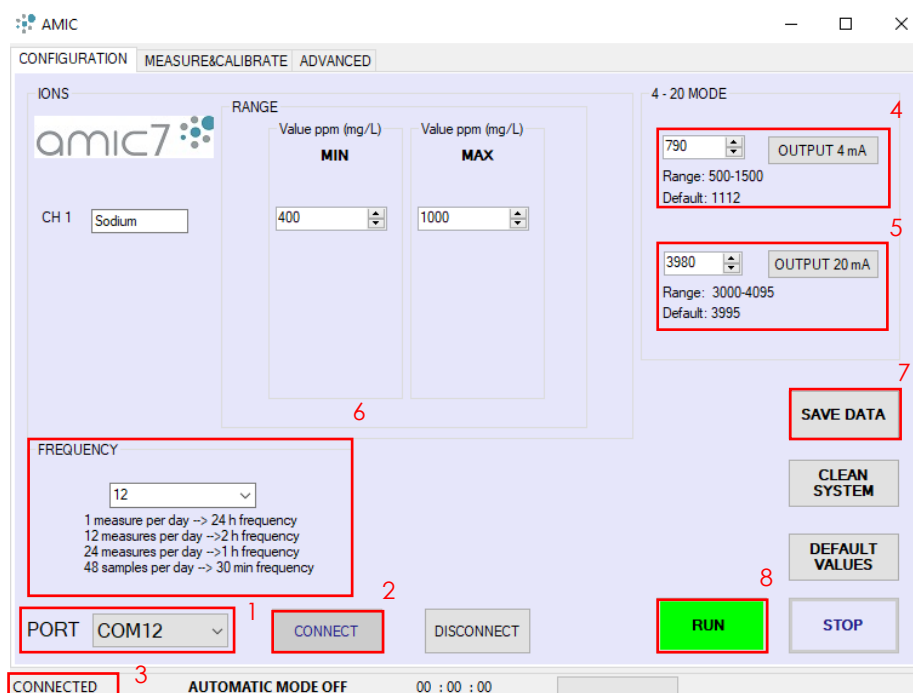 AMIC
CONFIGURATION MEASURE&CALIBRATE ADVANCED
IONS
amic7
RANGE
Value ppm (mg/L)
MIN
Value ppm (mg/L)
MAX
CH 1 Sodium 400 1000
4 - 20 MODE
4
790 OUTPUT 4 mA
Range: 500-1500
Default: 1112
5
3980 OUTPUT 20 mA
Range: 3000-4095
Default: 3995
6
FREQUENCY
12
1 measure per day --> 24 h frequency
12 measures per day -->2 h frequency
24 measures per day -->1 h frequency
48 samples per day --> 30 min frequency
7
SAVE DATA
CLEAN
SYSTEM
DEFAULT
VALUES
PORT COM12
1
CONNECT
2
DISCONNECT
8
RUN
STOP
CONNECTED
3
AUTOMATIC MODE OFF
00 : 00 : 00